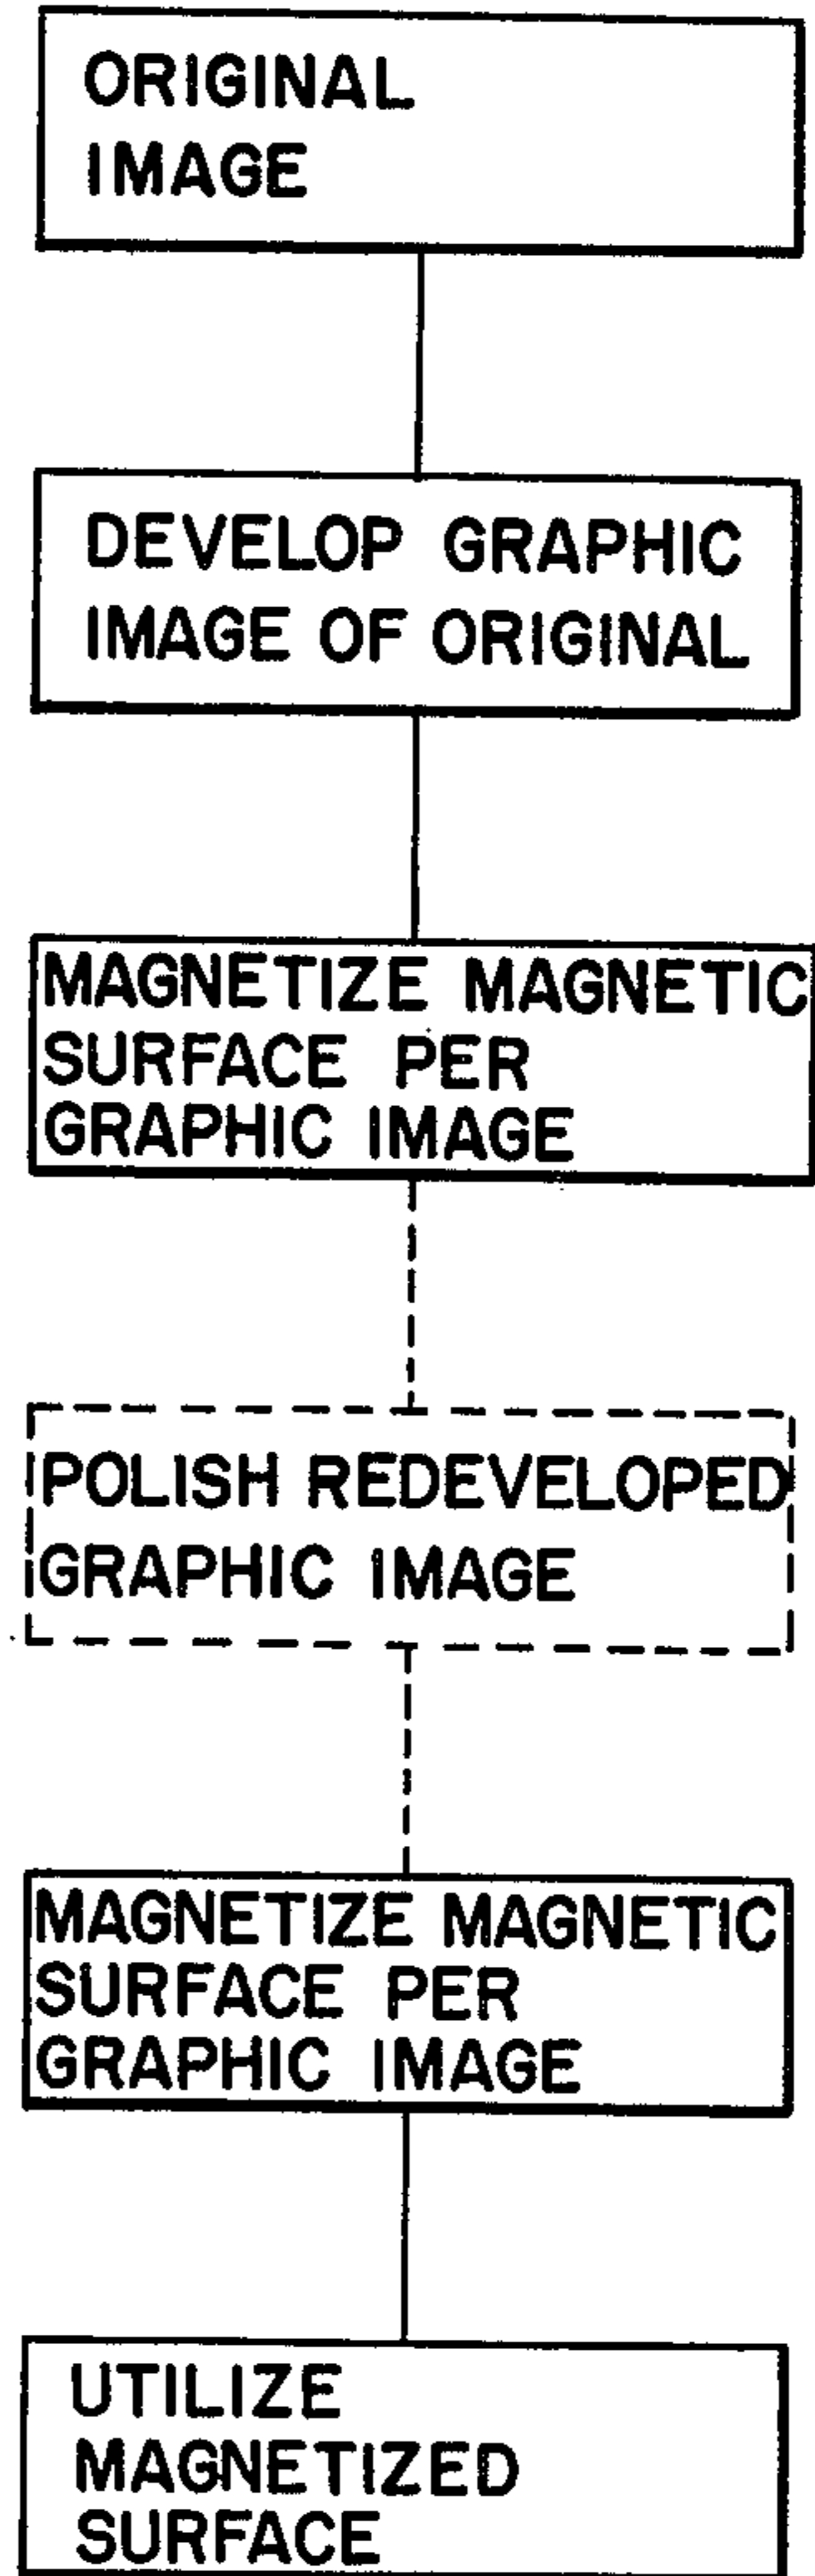 ORIGINAL
IMAGE
DEVELOP GRAPHIC
IMAGE OF ORIGINAL
MAGNETIZE MAGNETIC
SURFACE PER
GRAPHIC IMAGE
POLISH REDEVELOPED
GRAPHIC IMAGE
MAGNETIZE MAGNETIC
SURFACE PER
GRAPHIC IMAGE
UTILIZE
MAGNETIZED
SURFACE